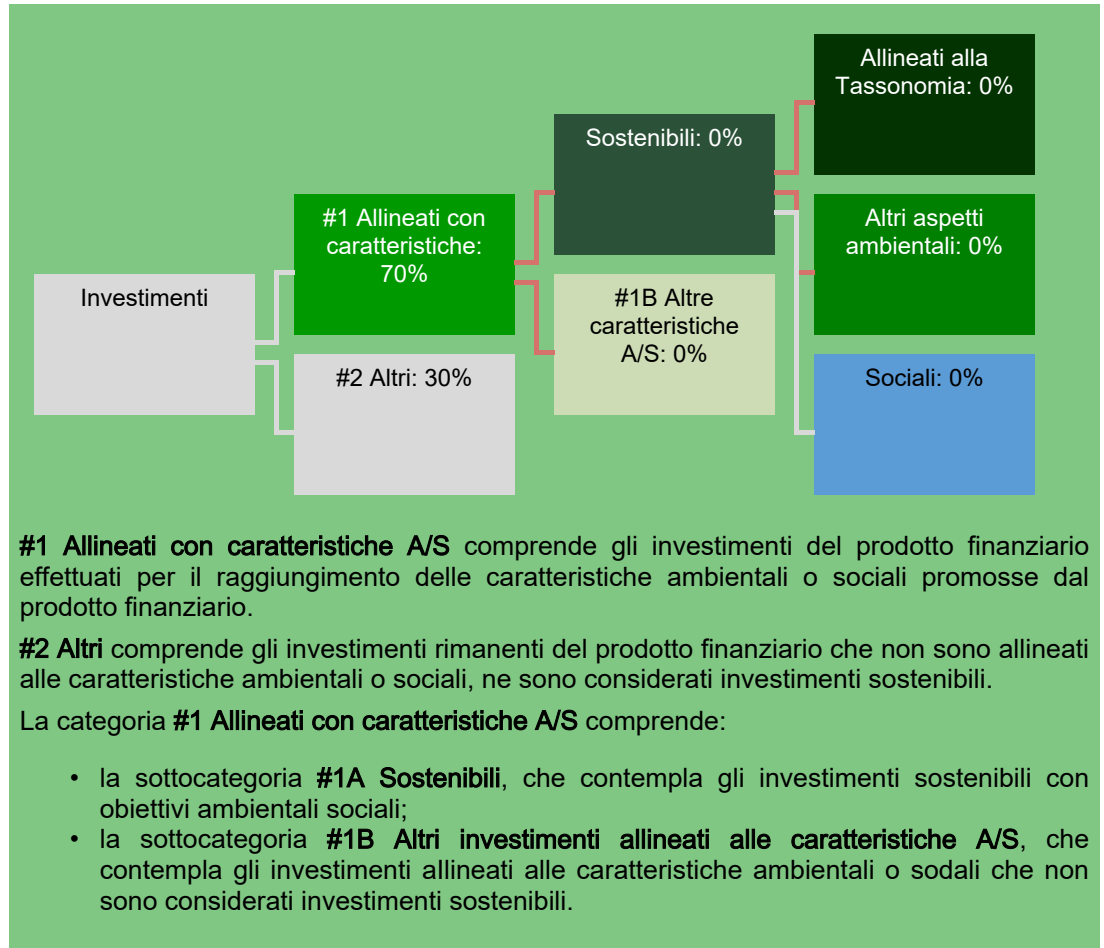 Allineati alla
Tassonomia: 0%
Sostenibili: 0%
#1 Allineati con
caratteristiche:
70%
Altri aspetti
ambientali: 0%
Investimenti
#1B Altre
caratteristiche
A/S: 0%
#2 Altri: 30%
Sociali: 0%
#1 Allineati con caratteristiche A/S comprende gli investimenti del prodotto finanziario
effettuati per il raggiungimento delle caratteristiche ambientali o sociali promosse dal
prodotto finanziario.
#2 Altri comprende gli investimenti rimanenti del prodotto finanziario che non sono allineati
alle caratteristiche ambientali o sociali, ne sono considerati investimenti sostenibili.
La categoria #1 Allineati con caratteristiche A/S comprende:
• la sottocategoria #1A Sostenibili, che contempla gli investimenti sostenibili con
obiettivi ambientali sociali;
• la sottocategoria #1B Altri investimenti allineati alle caratteristiche A/S, che
contempla gli investimenti allineati alle caratteristiche ambientali o sodali che non
sono considerati investimenti sostenibili.